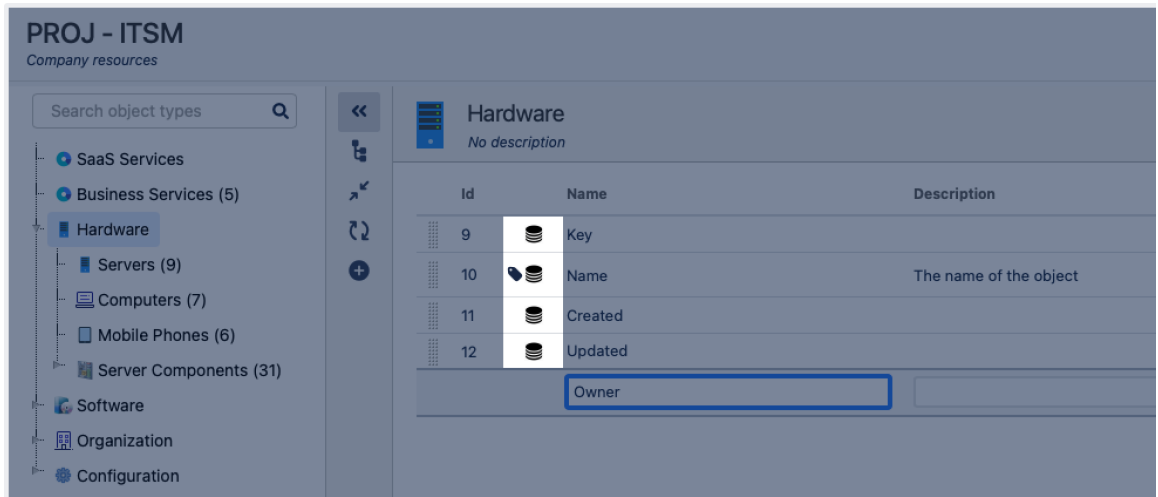 PROJ - ITSM
Company resources
Search object types
SaaS Services
Business Services (5)
Hardware
Servers (9)
Computers (7)
Mobile Phones (6)
Server Components (31)
Software
Organization
Configuration
Hardware
No description
Id Name Description
9 Key
10 Name The name of the object
11 Created
12 Updated
Owner